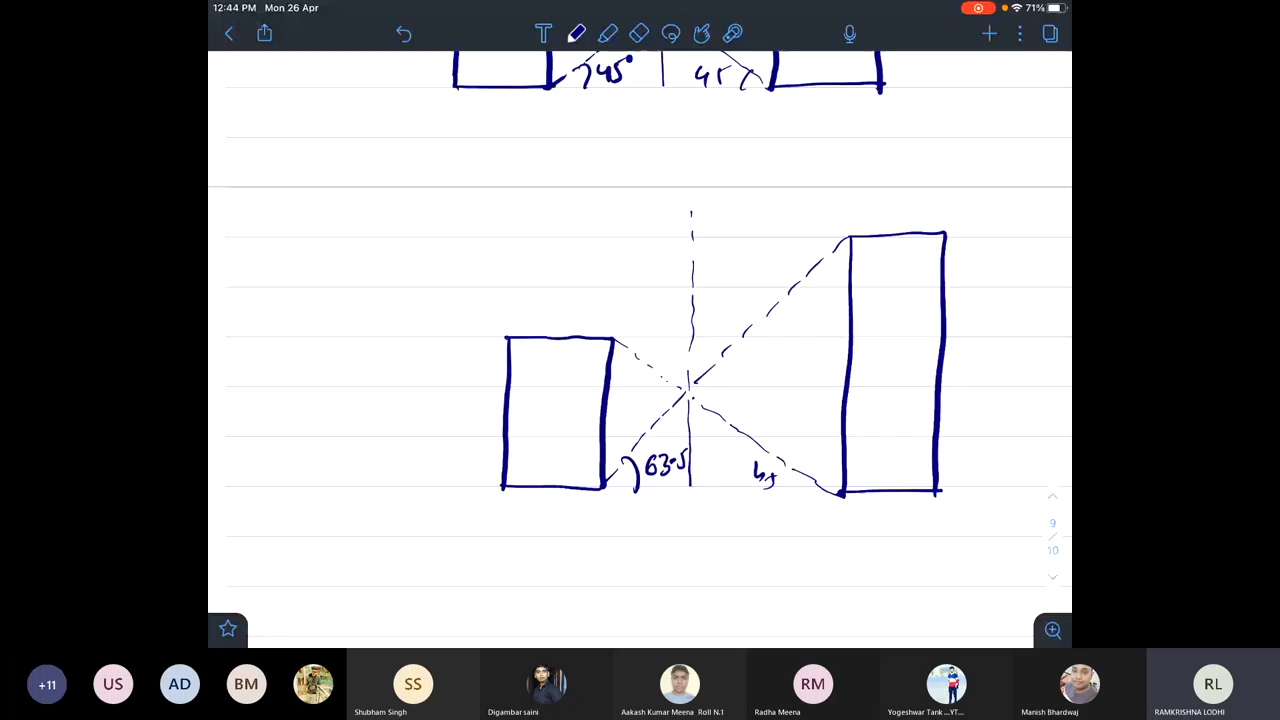 12:44 PM Mon 26 Apr
71%
45°
45
63.5
45
9
10
+11
US
AD
BM
SS
RM
RL
Shubham Singh
Digambar saini
Aakash Kumar Meena Roll N.1
Radha Meena
Yogeshwar Tank ...YT...
Manish Bhardwaj
RAMKRISHNA LODHI